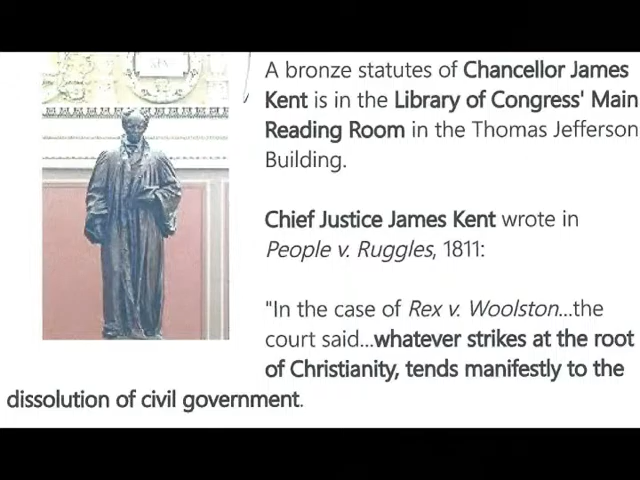 A bronze statutes of Chancellor James
Kent is in the Library of Congress' Main
Reading Room in the Thomas Jefferson
Building.
Chief Justice James Kent wrote in
People v. Ruggles, 1811:
"In the case of Rex v. Woolston...the
court said...whatever strikes at the root
of Christianity, tends manifestly to the
dissolution of civil government.